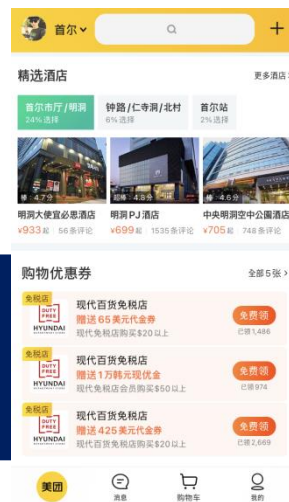 首尔
精选酒店
更多酒店
首尔市厅/明洞
24%选择
钟路/仁寺洞/北村
6%选择
首尔站
2%选择
棒 4.7分
超棒 4.8分
棒 4.6分
明洞大使宜必思酒店
明洞PJ酒店
中央明洞空中公園酒店
¥933起 56条评论
¥699起 1535条评论
¥705起 748条评论
购物优惠券
全部5张 >
免税店
DUTY FREE
HYUNDAI
现代百货免税店
赠送65美元代金券
现代免税店购买$20以上
免费领
已领1,486
免税店
DUTY FREE
HYUNDAI
现代百货免税店
赠送1万韩元现优金
现代免税店会员购买$50以上
免费领
已领974
免税店
DUTY FREE
HYUNDAI
现代百货免税店
赠送425美元代金券
现代百货免税店购买$20以上
免费领
已领2,669
美团
消息
购物车
我的